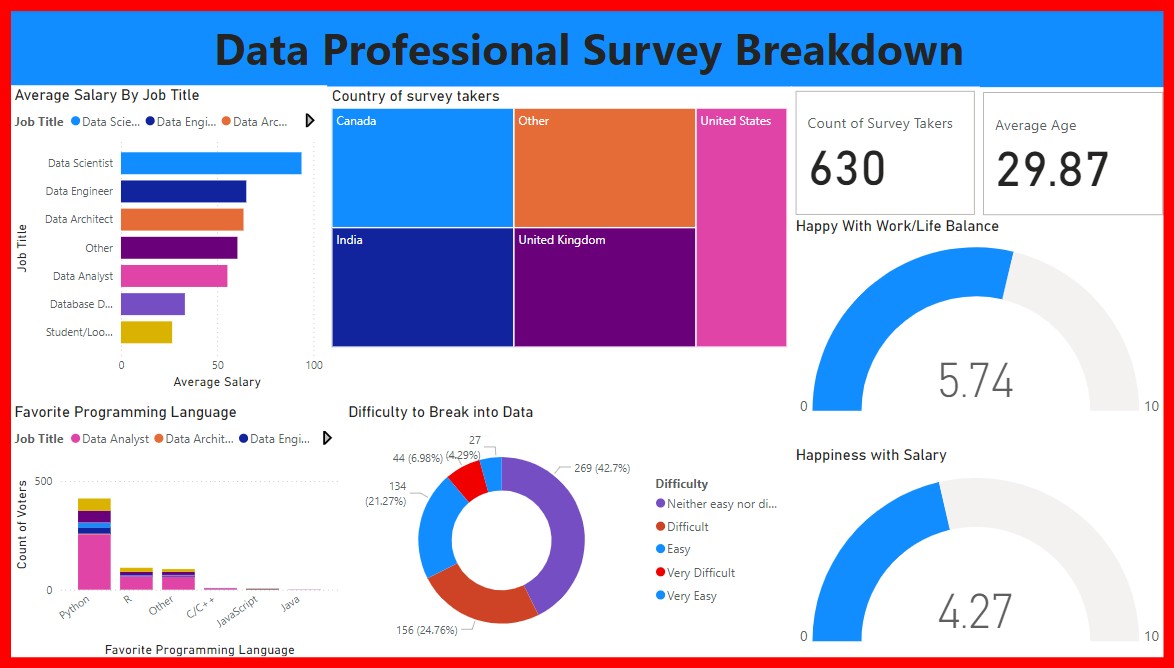 Data Professional Survey Breakdown
Average Salary By Job Title
Job Title Data Scie... Data Engi... Data Arc...
Job Title
Data Scientist
Data Engineer
Data Architect
Other
Data Analyst
Database D...
Student/Loo...
0 50 100
Average Salary
Country of survey takers
Canada
Other
United States
India
United Kingdom
Count of Survey Takers
630
Average Age
29.87
Happy With Work/Life Balance
5.74
0 10
Favorite Programming Language
Job Title Data Analyst Data Archit... Data Engi...
Count of Voters
500
0
Python R Other C/C++ JavaScript Java
Favorite Programming Language
Difficulty to Break into Data
27
(4.29%)
44 (6.98%)
134
(21.27%)
269 (42.7%)
156 (24.76%)
Difficulty
Neither easy nor di...
Difficult
Easy
Very Difficult
Very Easy
Happiness with Salary
4.27
0 10